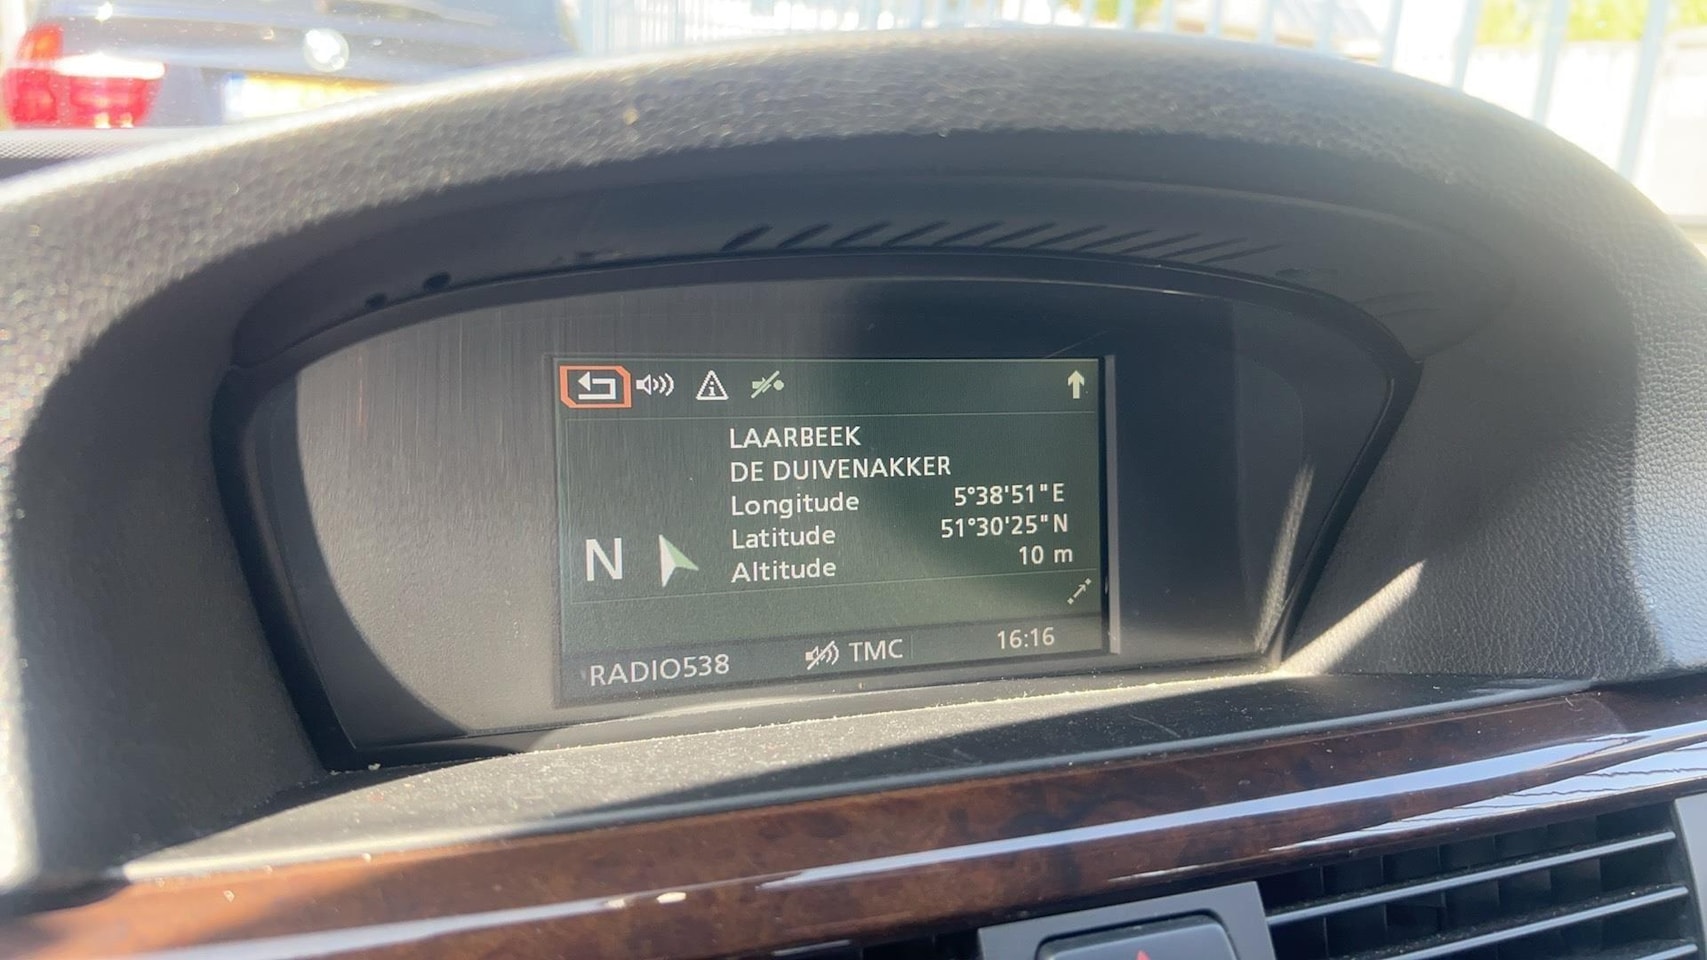 LAARBEEK
DE DUIVENAKKER
Longitude 5°38'51"E
Latitude 51°30'25"N
Altitude 10 m
N
RADIO538 TMC 16:16